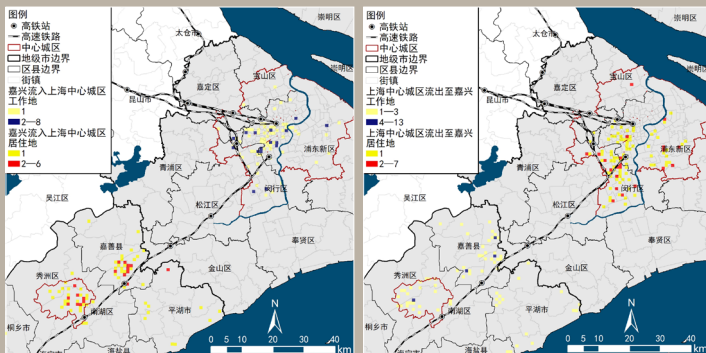 图例
高铁站
高速铁路
中心城区
地级市边界
区县边界
街镇
嘉兴流入上海中心城区
工作地
1
2—8
嘉兴流入上海中心城区
居住地
1
2—6
太仓市
崇明区
崇明区
宝山区
嘉定区
昆山市
浦东新区
青浦区
闵行区
吴江区
松江区
奉贤区
嘉善县
金山区
秀洲区
南湖区
平湖市
桐乡市
海盐县
N
0 5 10 20 30 40
km
图例
高铁站
高速铁路
中心城区
地级市边界
区县边界
街镇
上海中心城区流出至嘉兴
工作地
1—3
4—13
上海中心城区流出至嘉兴
居住地
1
2—7
太仓市
崇明区
崇明区
宝山区
嘉定区
昆山市
浦东新区
青浦区
闵行区
吴江区
松江区
奉贤区
嘉善县
金山区
秀洲区
南湖区
平湖市
桐乡市
海盐县
N
0 5 10 20 30 40
km